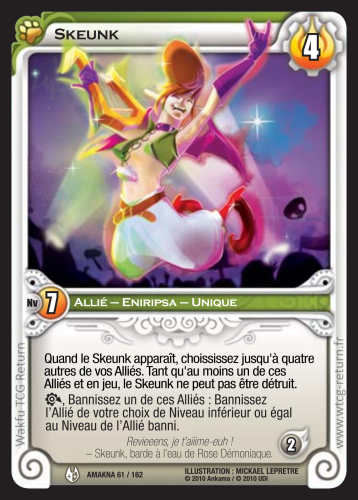 Skeunk
4
Nv 7 Allié – Eniripsa – Unique
Quand le Skeunk apparaît, choississez jusqu'à quatre
autres de vos Alliés. Tant qu'au moins un de ces
Alliés et en jeu, le Skeunk ne peut pas être détruit.
, Bannissez un de ces Alliés : Bannissez
l'Allié de votre choix de Niveau inférieur ou égal
au Niveau de l'Allié banni.
Revieeens, je t'aiiime-euh !
– Skeunk, barde à l'eau de Rose Démoniaque.
2
AMAKNA 61 / 162
ILLUSTRATION : MICKAEL LEPRETRE
© 2010 Ankama / © 2010 UDI
Wakfu TCG Return
www.wtcg-return.fr